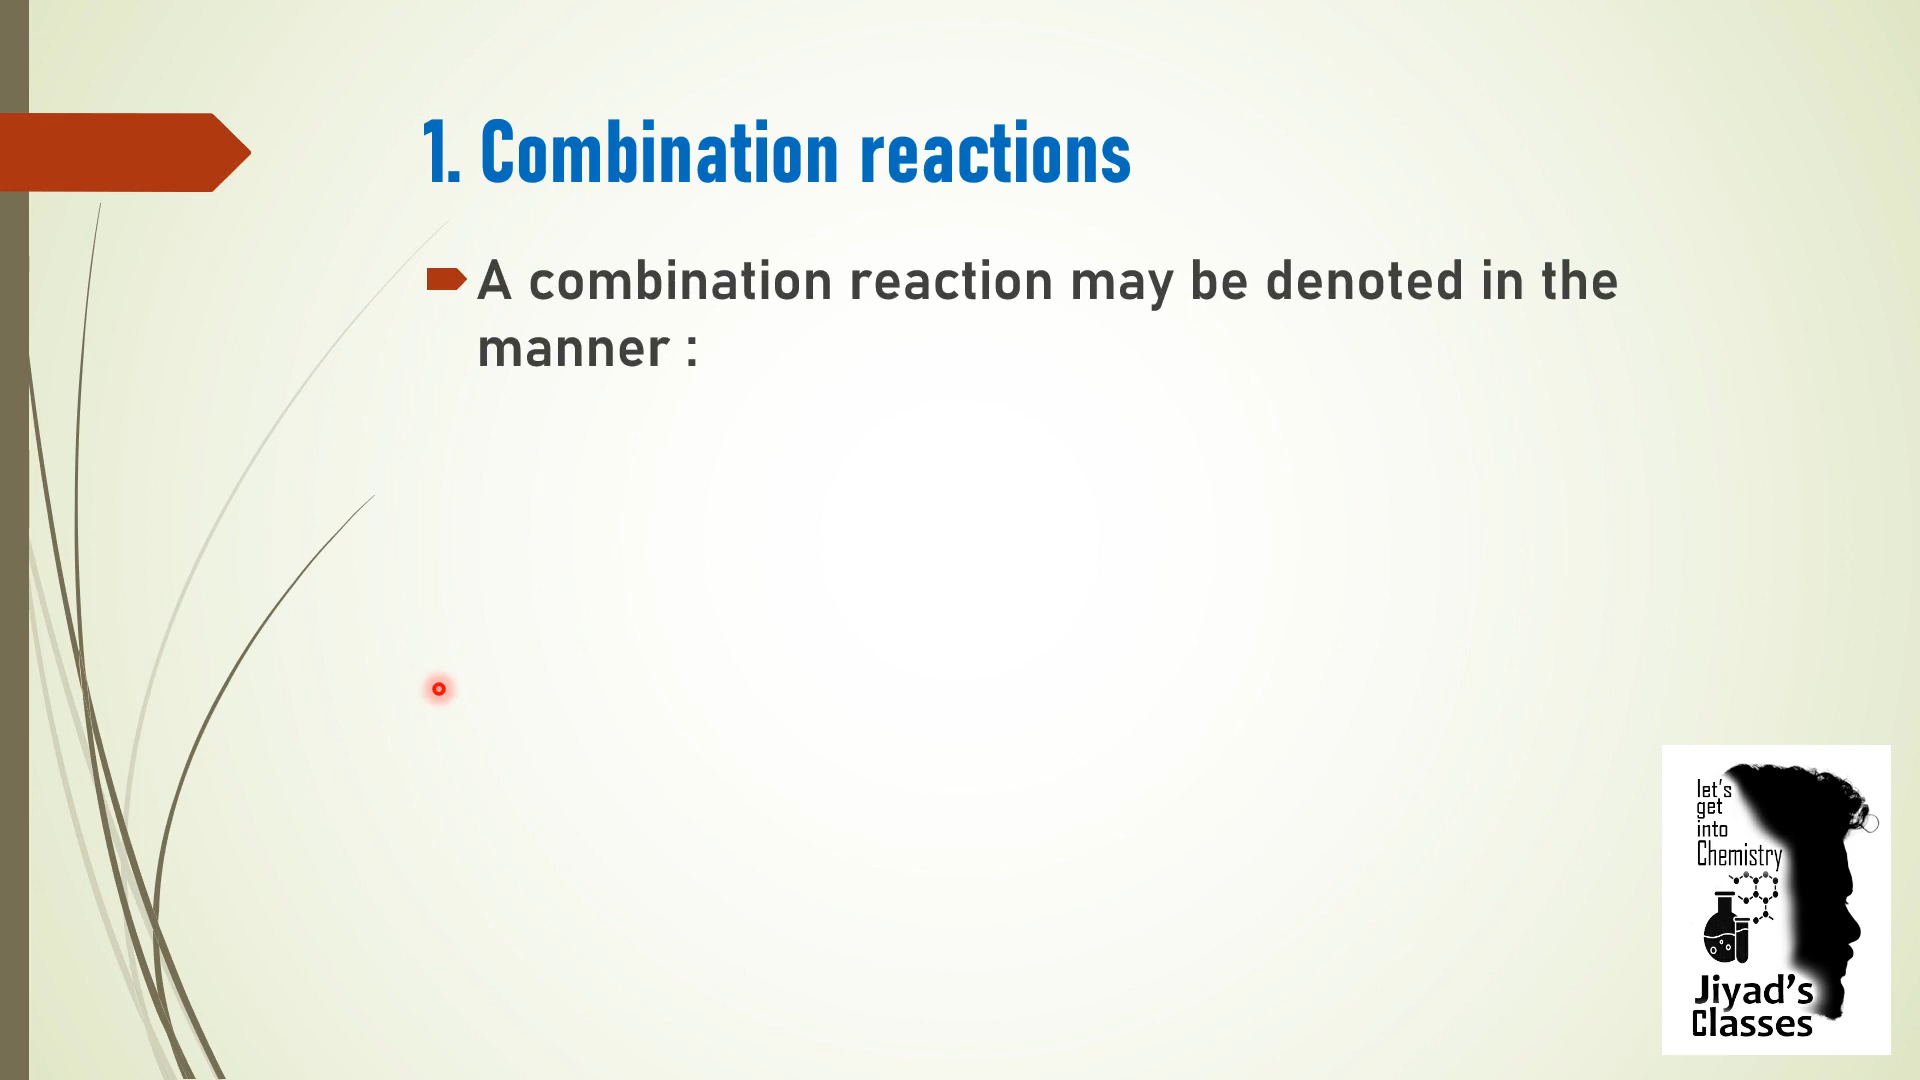 1. Combination reactions
A combination reaction may be denoted in the
manner :
let's
get
into
Chemistry
Jiyad's
Classes